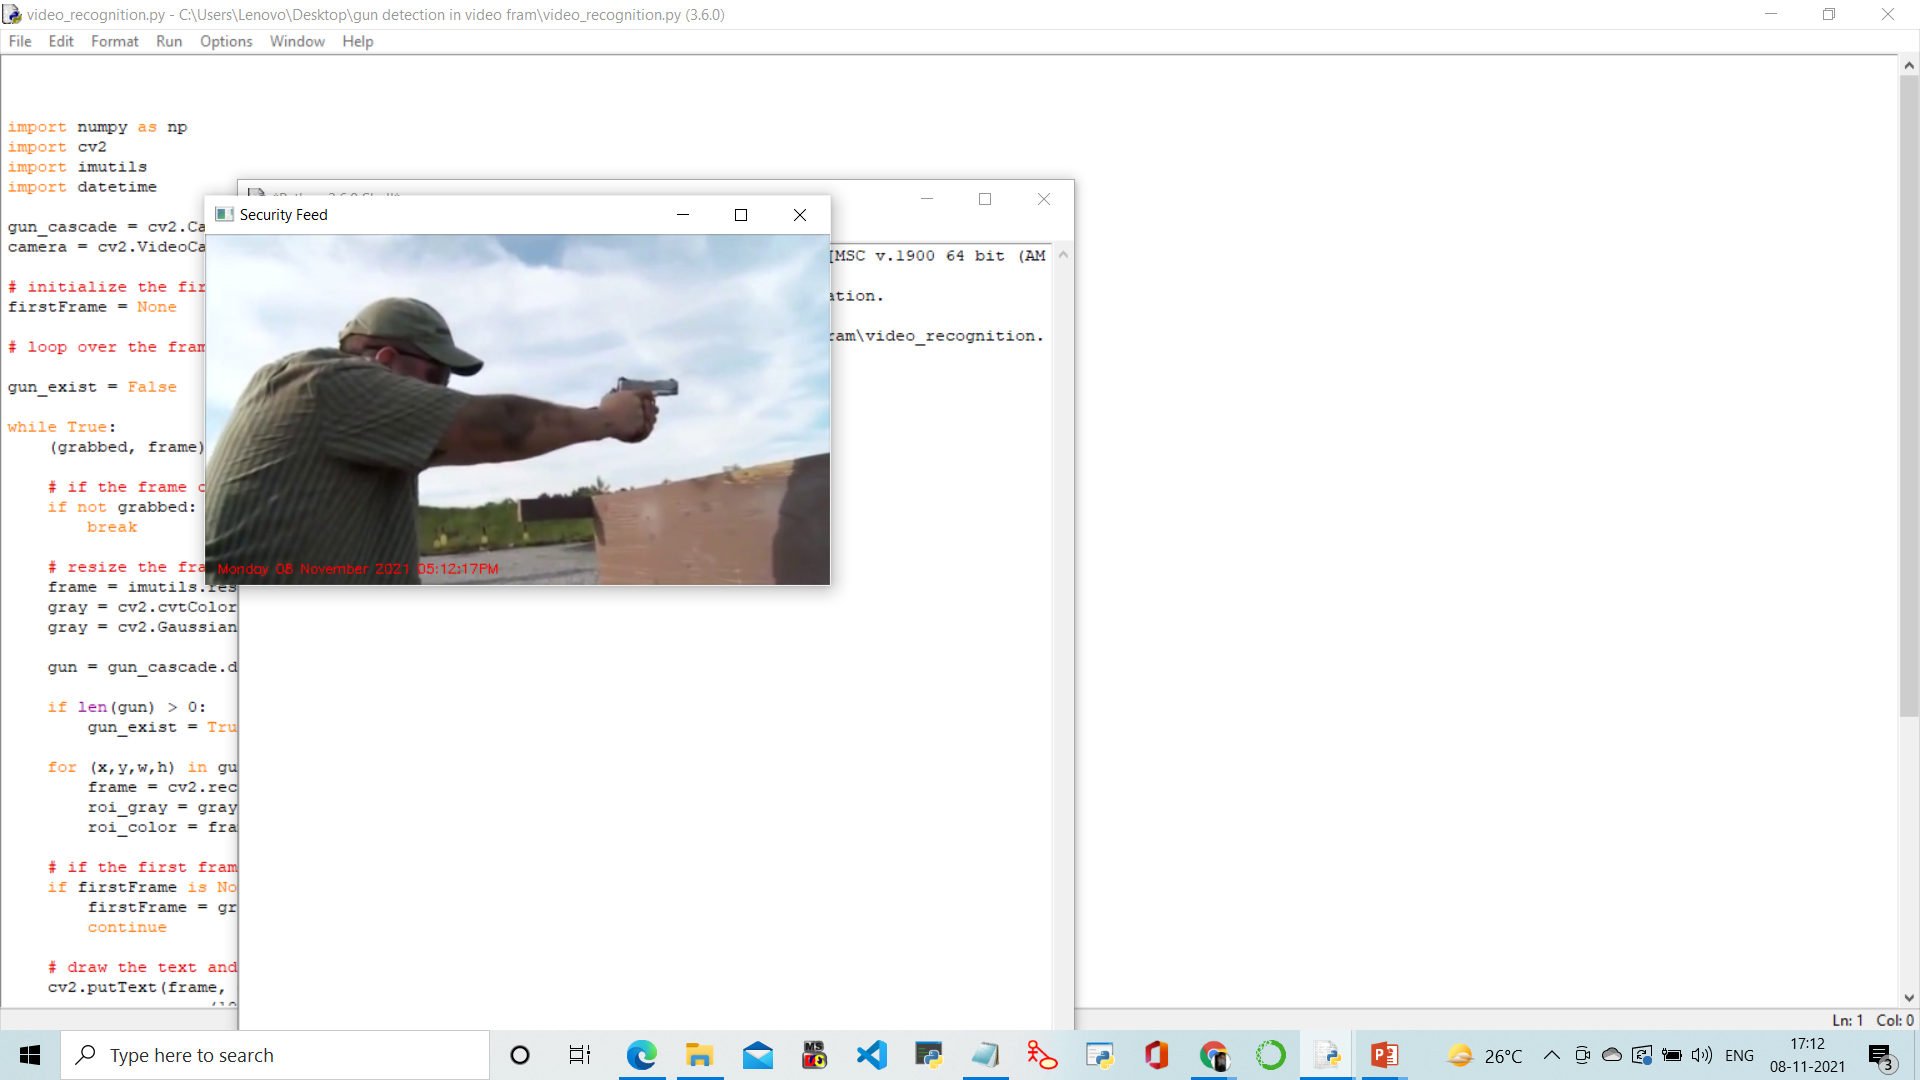 video_recognition.py - C:\Users\Lenovo\Desktop\gun detection in video fram\video_recognition.py (3.6.0)
File Edit Format Run Options Window Help
import numpy as np
import cv2
import imutils
import datetime
gun_cascade = cv2.Ca
camera = cv2.VideoCa
# initialize the fir
firstFrame = None
# loop over the fram
gun_exist = False
while True:
(grabbed, frame)
# if the frame c
if not grabbed:
break
# resize the fra
frame = imutils.res
gray = cv2.cvtColor
gray = cv2.Gaussian
gun = gun_cascade.d
if len(gun) > 0:
gun_exist = Tru
for (x,y,w,h) in gu
frame = cv2.rec
roi_gray = gray
roi_color = fra
# if the first fram
if firstFrame is No
firstFrame = gr
continue
# draw the text and
cv2.putText(frame,
Security Feed
Monday 08 November 2021 05:12:17PM
[MSC v.1900 64 bit (AM
ation.
ram\video_recognition.
Ln: 1 Col: 0
Type here to search
MS
26°C
ENG
17:12
08-11-2021
3